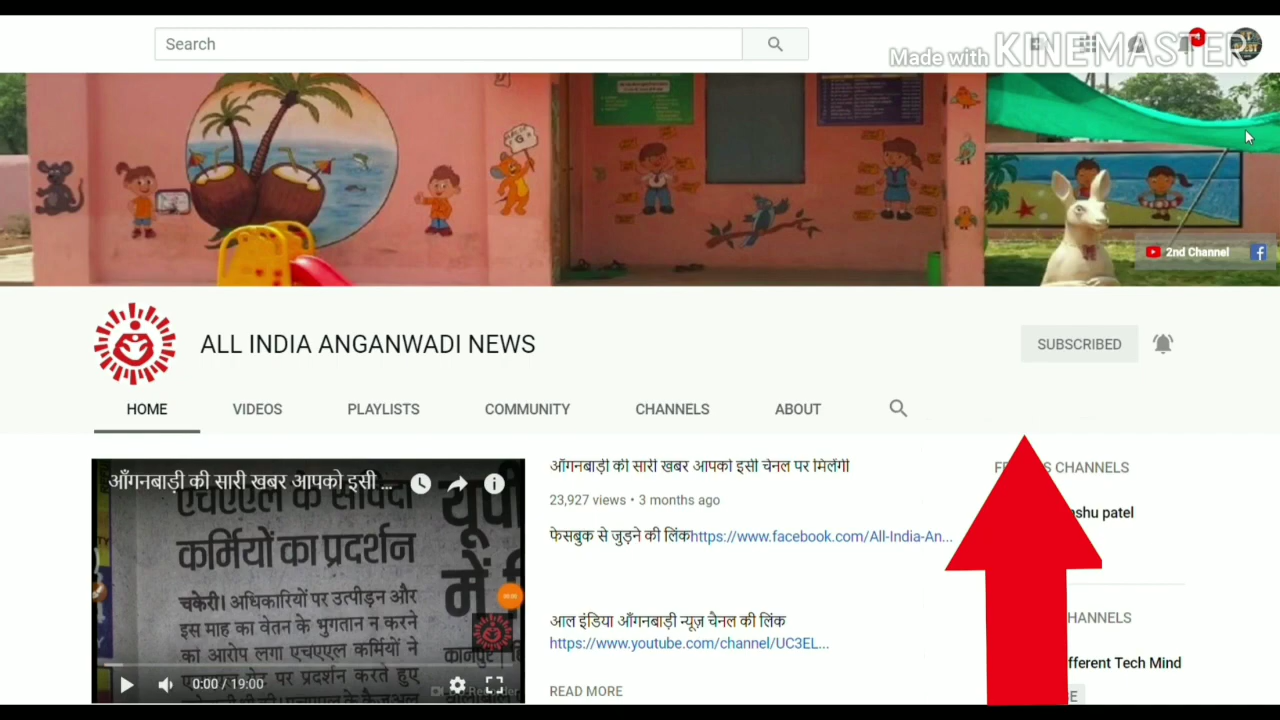 Search
Made with KINEMASTER
4
2nd Channel
ALL INDIA ANGANWADI NEWS
SUBSCRIBED
HOME
VIDEOS
PLAYLISTS
COMMUNITY
CHANNELS
ABOUT
आँगनबाड़ी की सारी खबर आपको इसी ...
कर्मियों का प्रदर्शन
चकेरी। अधिकारियों पर उत्पीड़न और
इस माह का वेतन के भुगतान न करने
को आरोप लगा एचएएल कर्मियों ने
0:00 / 19:00
आँगनबाड़ी की सारी खबर आपको इसी चेनल पर मिलेंगी
23,927 views • 3 months ago
फेसबुक से जुड़ने की लिंकhttps://www.facebook.com/All-India-An...
आल इंडिया आँगनबाड़ी न्यूज़ चैनल की लिंक
https://www.youtube.com/channel/UC3EL...
READ MORE
CHANNELS
patel
CHANNELS
Tech Mind